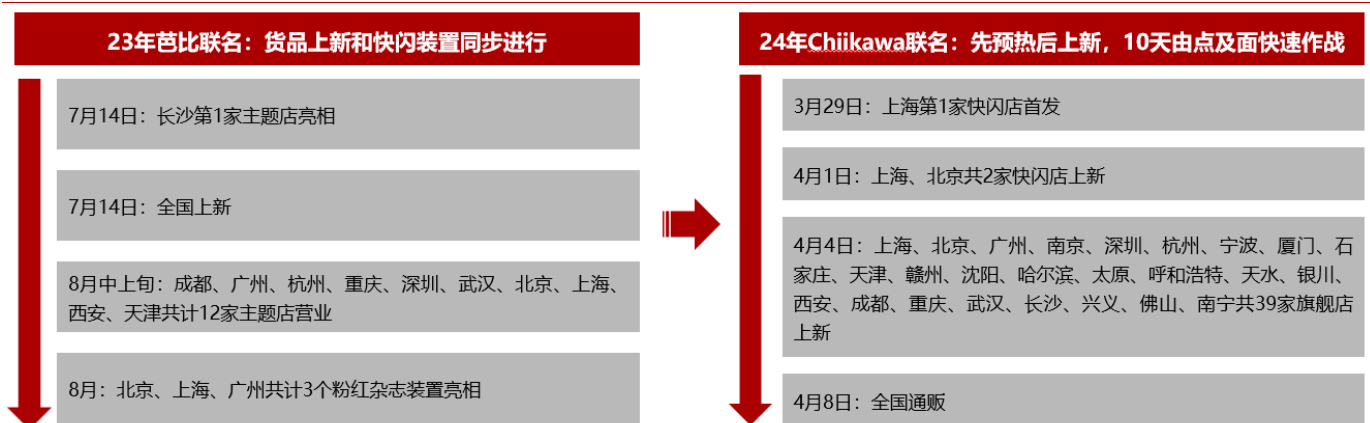 23年芭比联名：货品上新和快闪装置同步进行
7月14日：长沙第1家主题店亮相
7月14日：全国上新
8月中上旬：成都、广州、杭州、重庆、深圳、武汉、北京、上海、
西安、天津共计12家主题店营业
8月：北京、上海、广州共计3个粉红杂志装置亮相
24年Chiikawa联名：先预热后上新，10天由点及面快速作战
3月29日：上海第1家快闪店首发
4月1日：上海、北京共2家快闪店上新
4月4日：上海、北京、广州、南京、深圳、杭州、宁波、厦门、石
家庄、天津、赣州、沈阳、哈尔滨、太原、呼和浩特、天水、银川、
西安、成都、重庆、武汉、长沙、兴义、佛山、南宁共39家旗舰店
上新
4月8日：全国通贩